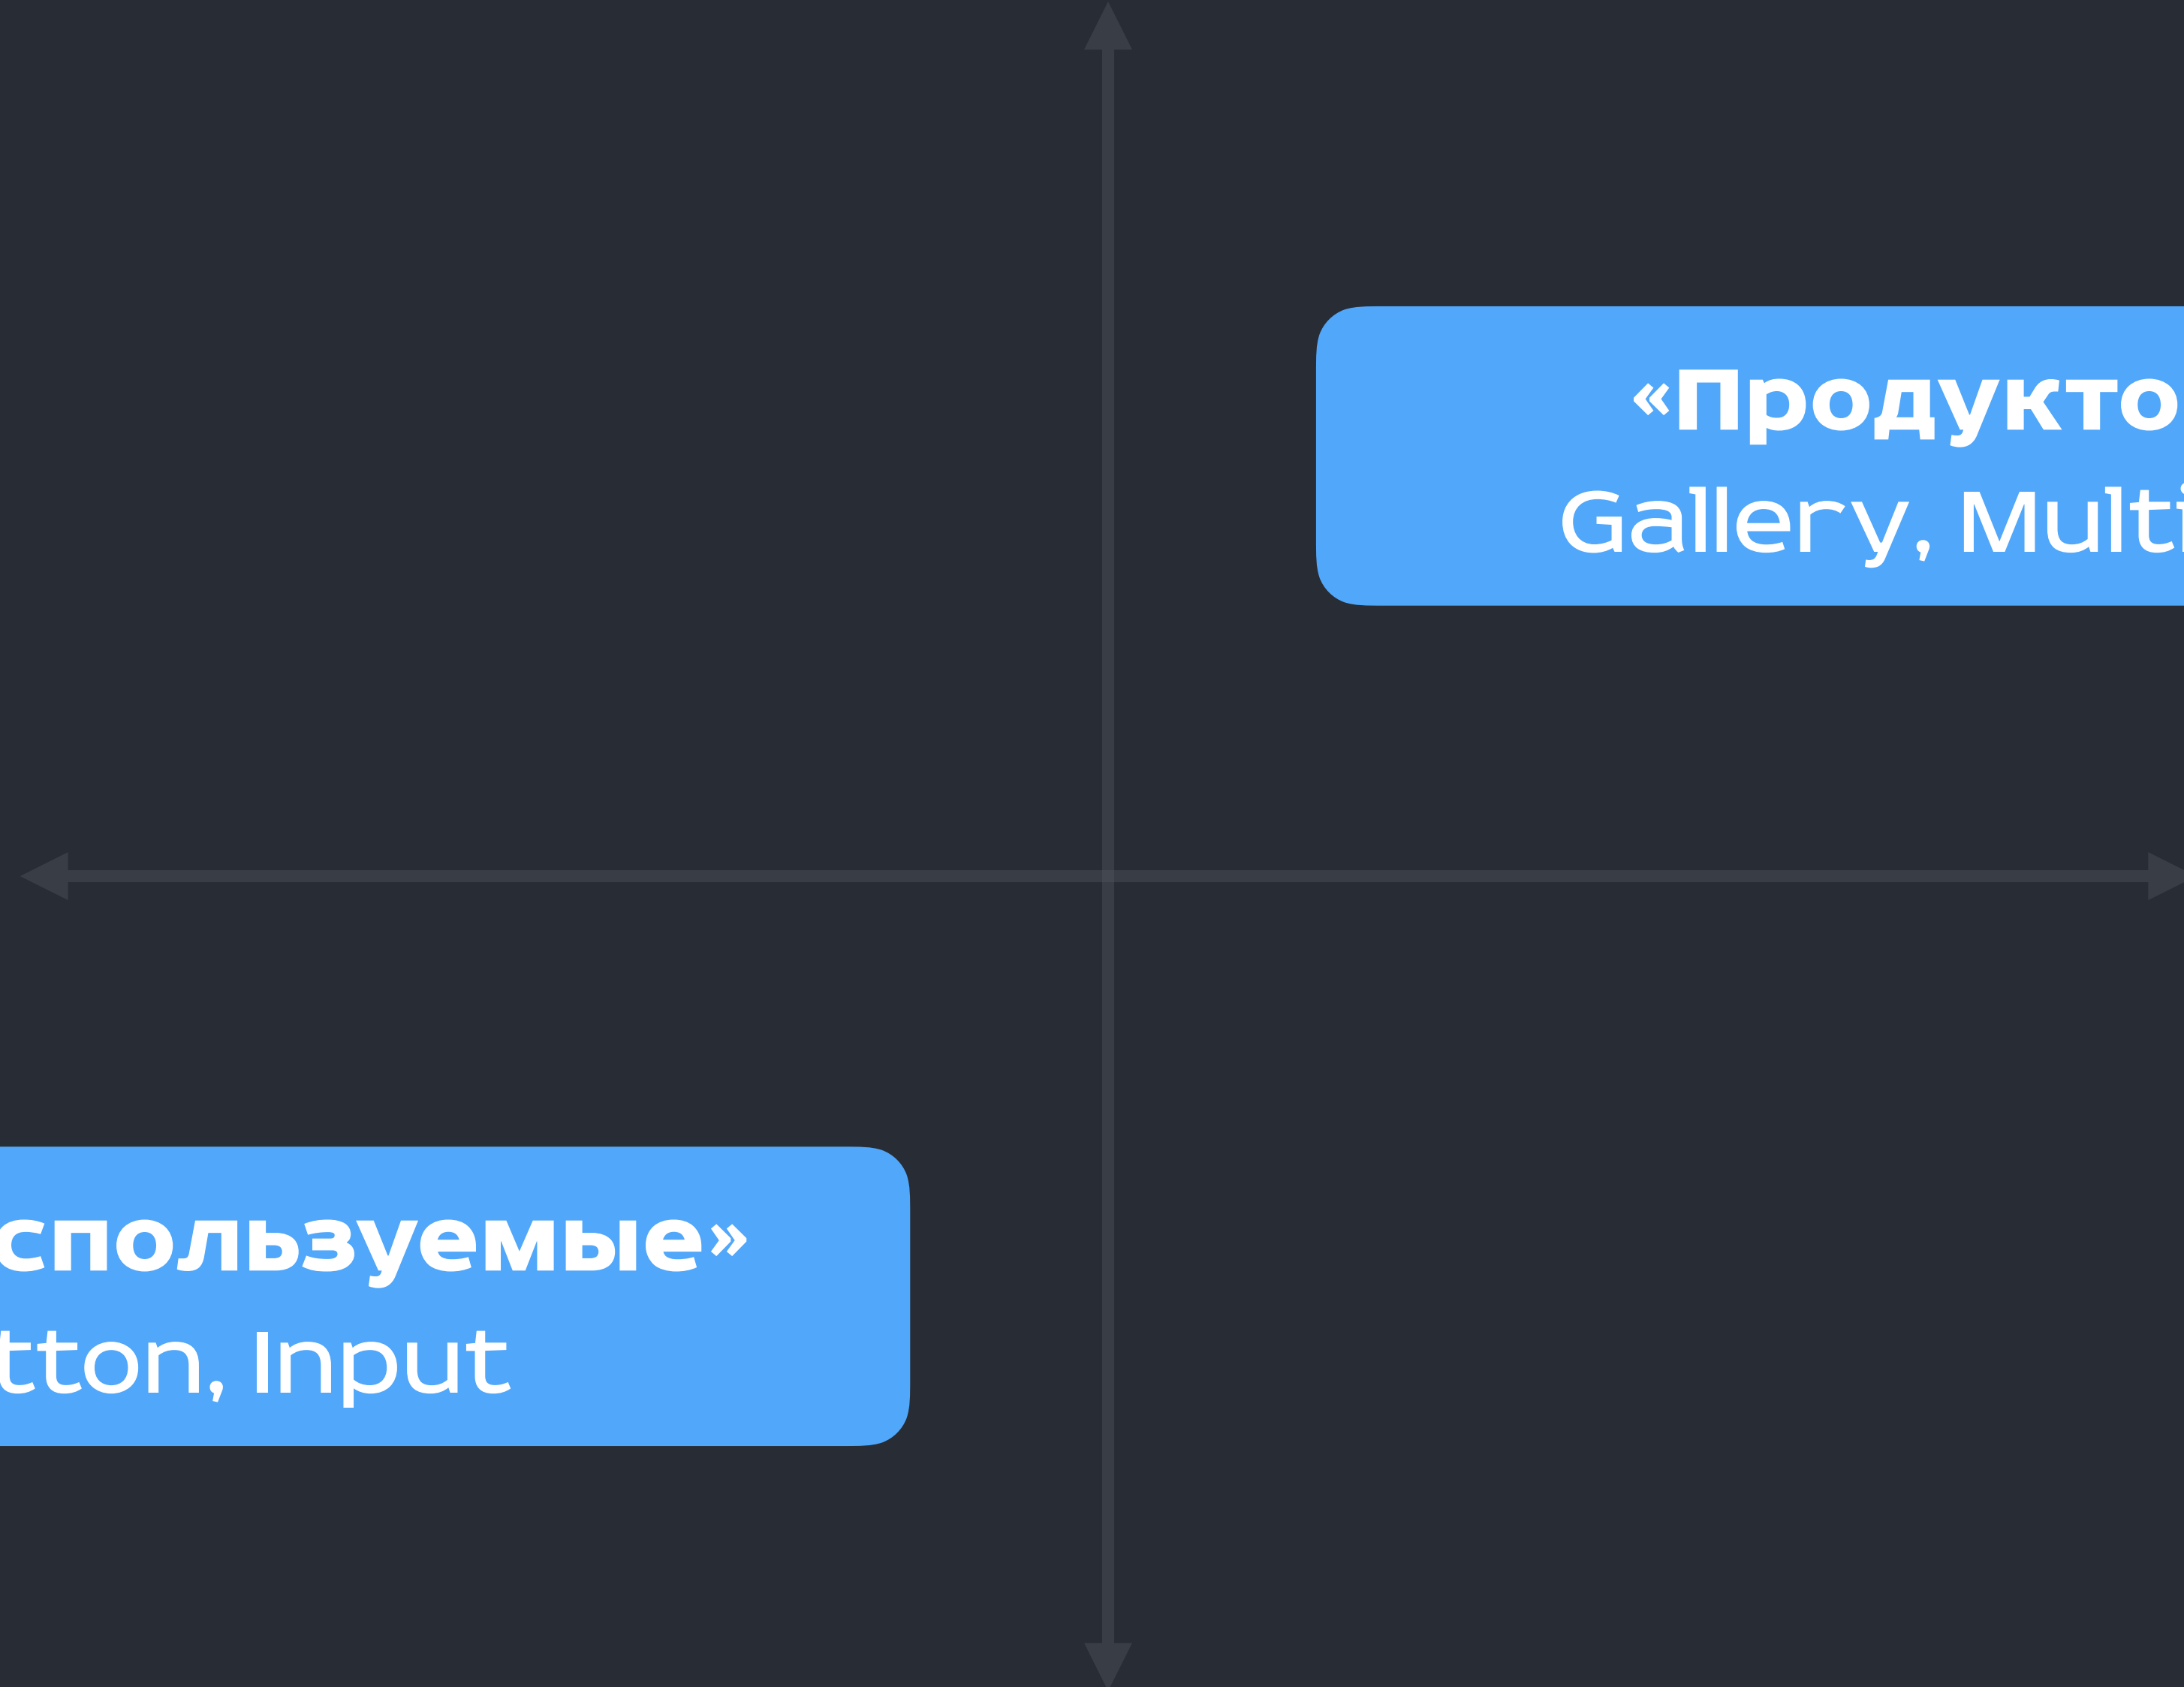 «Продукто
Gallery, Multi
спользуемые»
tton, Input